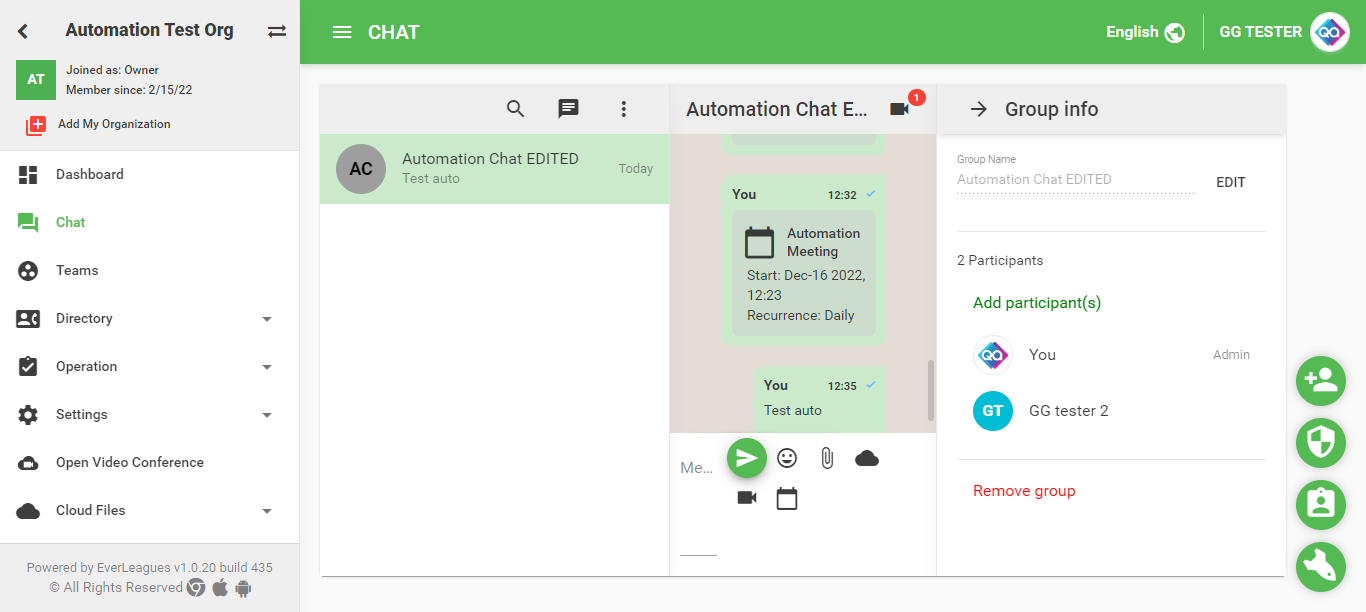 Automation Test Org
AT
Joined as: Owner
Member since: 2/15/22
Add My Organization
Dashboard
Chat
Teams
Directory
Operation
Settings
Open Video Conference
Cloud Files
Powered by EverLeagues v1.0.20 build 435
© All Rights Reserved
CHAT
English
GG TESTER
QA
AC
Automation Chat EDITED
Test auto
Today
Automation Chat E...
1
You 12:32
Automation
Meeting
Start: Dec-16 2022,
12:23
Recurrence: Daily
You 12:35
Test auto
Me...
Group info
Group Name
Automation Chat EDITED
EDIT
2 Participants
Add participant(s)
QA
You
Admin
GT
GG tester 2
Remove group